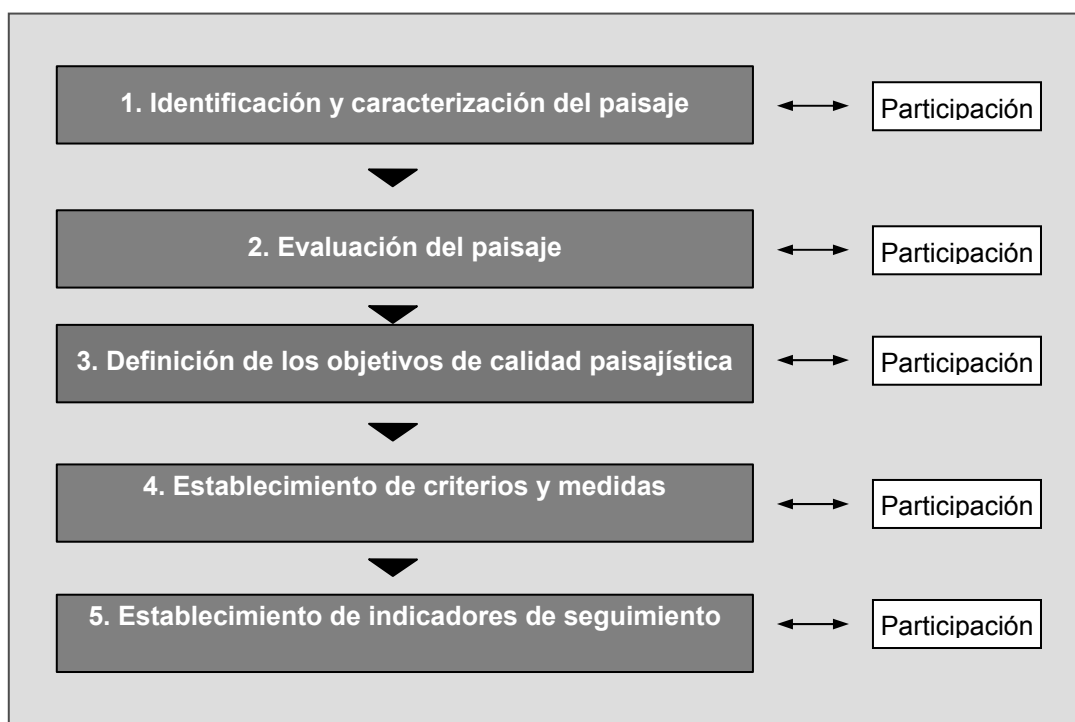 1. Identificación y caracterización del paisaje
Participación
2. Evaluación del paisaje
Participación
3. Definición de los objetivos de calidad paisajística
Participación
4. Establecimiento de criterios y medidas
Participación
5. Establecimiento de indicadores de seguimiento
Participación